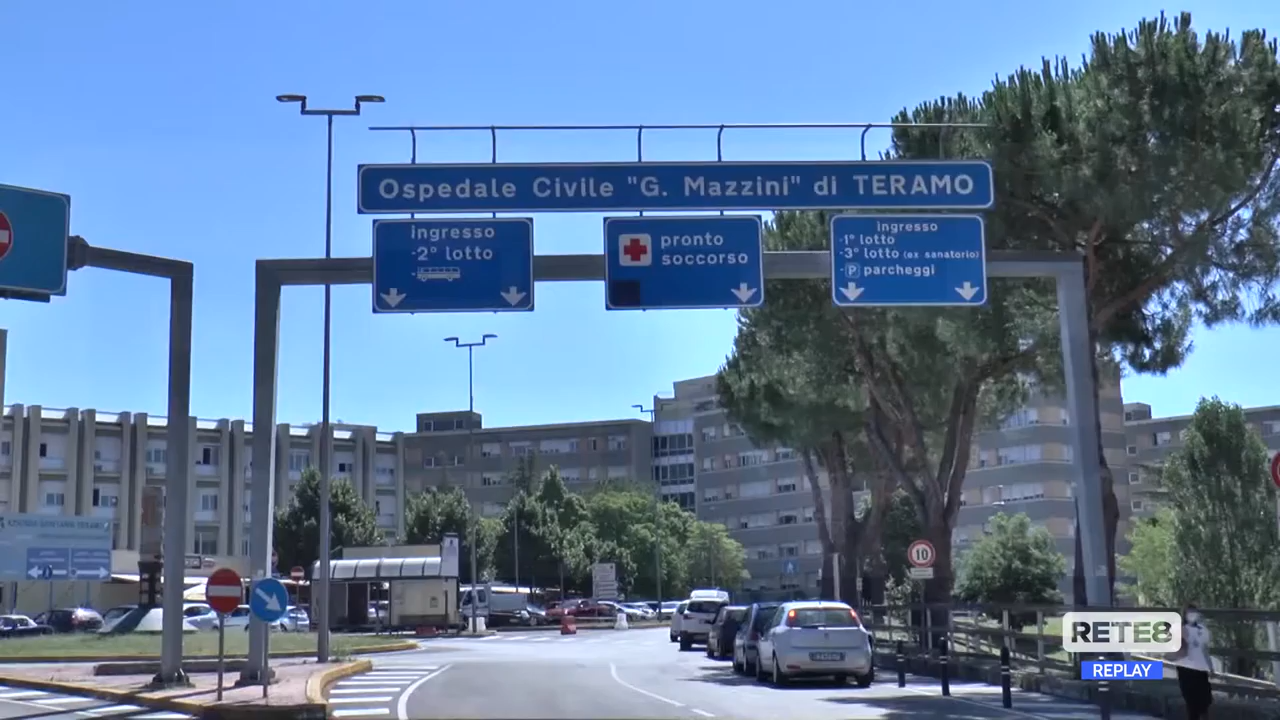 Ospedale Civile "G. Mazzini" di TERAMO
ingresso
-2° lotto
pronto
soccorso
ingresso
-1° lotto
-3° lotto (ex sanatorio)
P parcheggi
10
RETE8
REPLAY